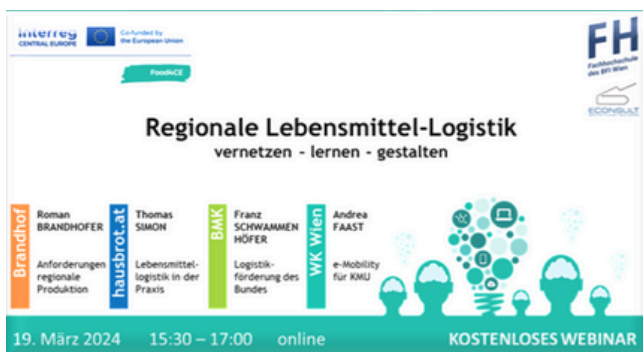 Interreg
CENTRAL EUROPE
Co-funded by
the European Union
Food4CE
FH
Fachhochschule
des BFI Wien
ECONSULT
Regionale Lebensmittel-Logistik
vernetzen - lernen - gestalten
Brandhof
Roman
BRANDHOFER
Anforderungen
regionale
Produktion
hausbrot.at
Thomas
SIMON
Lebensmittel-
logistik in der
Praxis
BMK
Franz
SCHWAMMEN
HÖFER
Logistik-
förderung des
Bundes
WK Wien
Andrea
FAAST
e-Mobility
für KMU
19. März 2024 15:30 – 17:00 online KOSTENLOSES WEBINAR